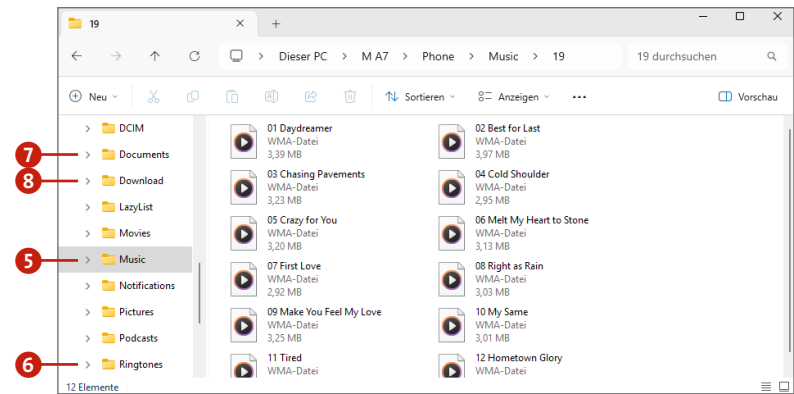 19
Dieser PC > M A7 > Phone > Music > 19
19 durchsuchen
Neu
Sortieren
Anzeigen
...
Vorschau
DCIM
7 Documents
8 Download
LazyList
Movies
5 Music
Notifications
Pictures
Podcasts
6 Ringtones
01 Daydreamer
WMA-Datei
3,39 MB
02 Best for Last
WMA-Datei
3,97 MB
03 Chasing Pavements
WMA-Datei
3,23 MB
04 Cold Shoulder
WMA-Datei
2,95 MB
05 Crazy for You
WMA-Datei
3,20 MB
06 Melt My Heart to Stone
WMA-Datei
3,13 MB
07 First Love
WMA-Datei
2,92 MB
08 Right as Rain
WMA-Datei
3,03 MB
09 Make You Feel My Love
WMA-Datei
3,25 MB
10 My Same
WMA-Datei
3,01 MB
11 Tired
WMA-Datei
12 Hometown Glory
WMA-Datei
12 Elemente